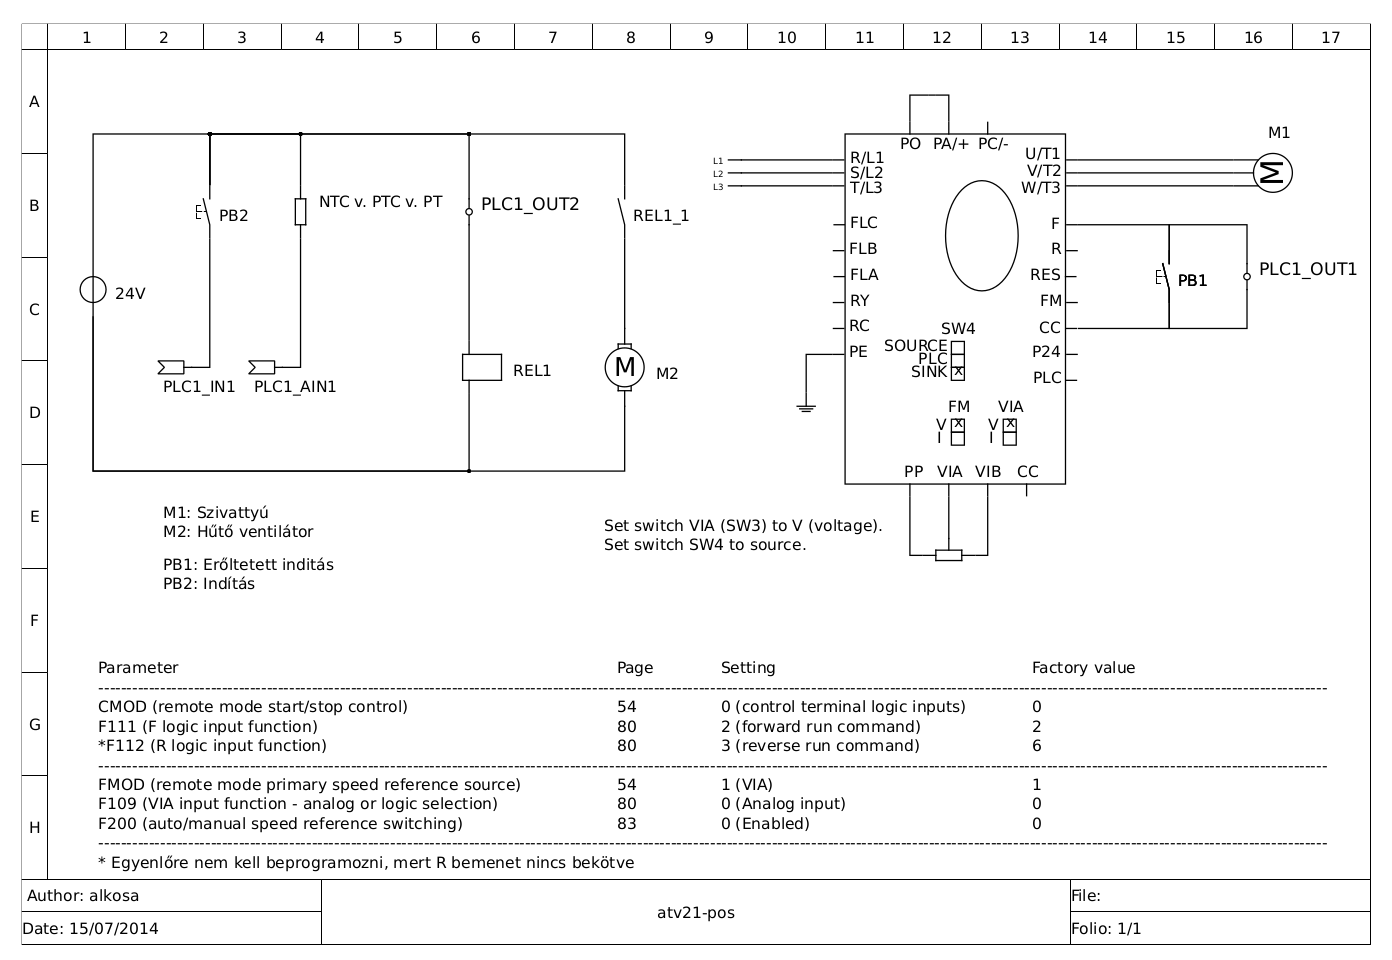 1 2 3 4 5 6 7 8 9 10 11 12 13 14 15 16 17
A
B
C
D
E
F
G
H
24V
PB2
NTC v. PTC v. PT
PLC1_OUT2
REL1_1
PLC1_IN1
PLC1_AIN1
REL1
M
M2
L1
L2
L3
PO PA/+ PC/-
R/L1
S/L2
T/L3
FLC
FLB
FLA
RY
RC
PE
U/T1
V/T2
W/T3
F
R
RES
FM
CC
P24
PLC
SW4
SOURCE
PLC
SINK X
FM VIA
V X V X
I I
PP VIA VIB CC
M1
M
PB1
PLC1_OUT1
M1: Szivattyú
M2: Hűtő ventilátor
PB1: Erőltetett inditás
PB2: Indítás
Set switch VIA (SW3) to V (voltage).
Set switch SW4 to source.
Parameter Page Setting Factory value
CMOD (remote mode start/stop control) 54 0 (control terminal logic inputs) 0
F111 (F logic input function) 80 2 (forward run command) 2
*F112 (R logic input function) 80 3 (reverse run command) 6
FMOD (remote mode primary speed reference source) 54 1 (VIA) 1
F109 (VIA input function - analog or logic selection) 80 0 (Analog input) 0
F200 (auto/manual speed reference switching) 83 0 (Enabled) 0
* Egyenlőre nem kell beprogramozni, mert R bemenet nincs bekötve
Author: alkosa
Date: 15/07/2014
atv21-pos
File:
Folio: 1/1